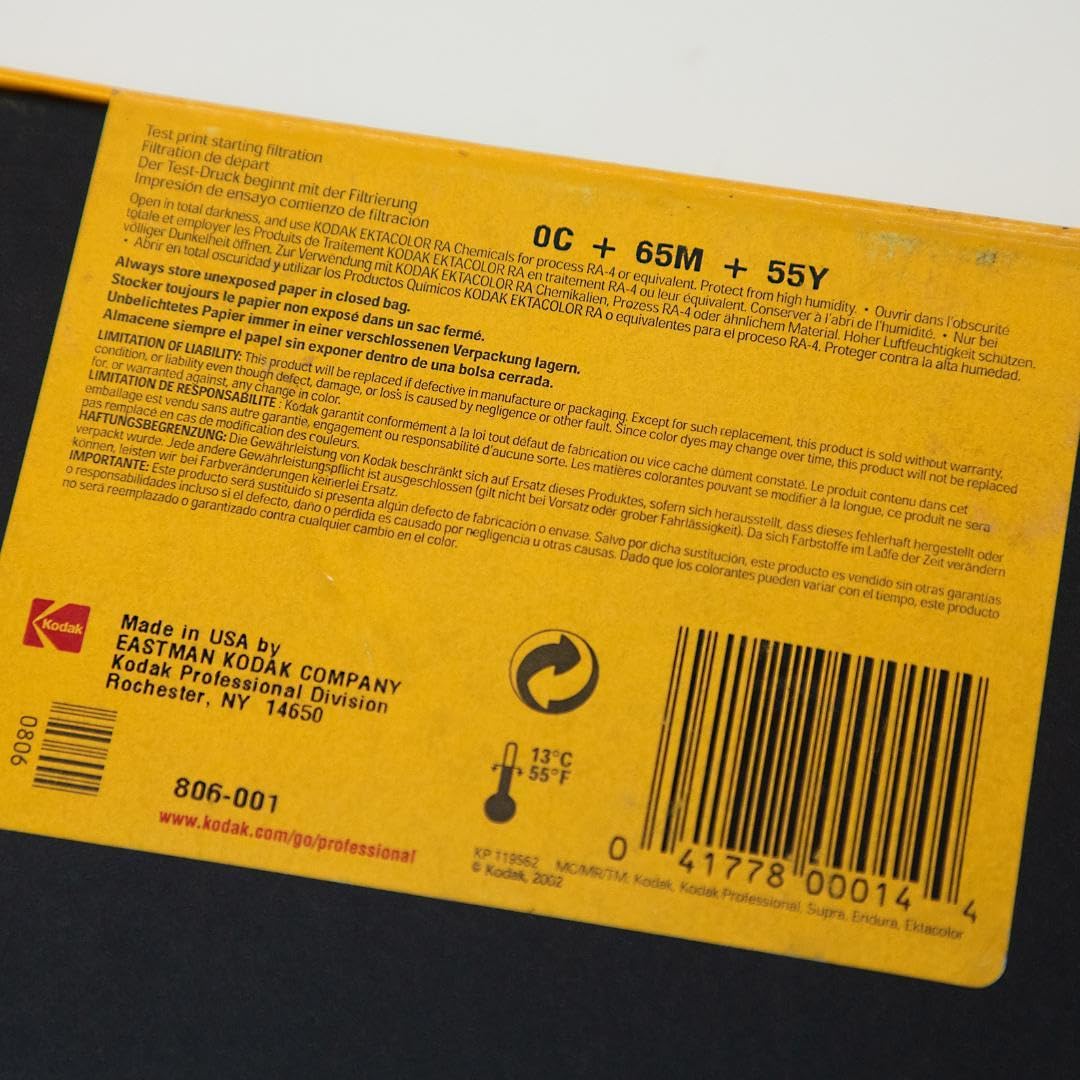 Test print starting filtration
Filtration de départ
Der Test-Druck beginnt mit der Filtrierung
Impresión de ensayo comienzo de filtración
0C + 65M + 55Y
Open in total darkness, and use KODAK EKTACOLOR RA Chemicals for process RA-4 or equivalent. Protect from high humidity. • Ouvrir dans l'obscurité
totale et employer les Produits de Traitement KODAK EKTACOLOR RA en traitement RA-4 ou leur équivalent. Conserver à l'abri de l'humidité. • Nur bei
völliger Dunkelheit öffnen. Zur Verwendung mit KODAK EKTACOLOR RA Chemikalien, Prozess RA-4 oder ähnlichem Material. Hoher Luftfeuchtigkeit schützen.
• Abrir en total oscuridad y utilizar los Productos Químicos KODAK EKTACOLOR RA o equivalentes para el proceso RA-4. Proteger contra la alta humedad.
Always store unexposed paper in closed bag.
Stocker toujours le papier non exposé dans un sac fermé.
Unbelichtetes Papier immer in einer verschlossenen Verpackung lagern.
Almacene siempre el papel sin exponer dentro de una bolsa cerrada.
LIMITATION OF LIABILITY: This product will be replaced if defective in manufacture or packaging. Except for such replacement, this product is sold without warranty,
condition, or liability even though defect, damage, or loss is caused by negligence or other fault. Since color dyes may change over time, this product will not be replaced
for, or warranted against, any change in color.
LIMITATION DE RESPONSABILITE : Kodak garantit conformément à la loi tout défaut de fabrication ou vice caché dûment constaté. Le produit contenu dans cet
emballage est vendu sans autre garantie, engagement ou responsabilité d'aucune sorte. Les matières colorantes pouvant se modifier à la longue, ce produit ne sera
pas remplacé en cas de modification des couleurs.
HAFTUNGSBEGRENZUNG: Die Gewährleistung von Kodak beschränkt sich auf Ersatz dieses Produktes, sofern sich herausstellt, dass dieses fehlerhaft hergestellt oder
verpackt wurde. Jede andere Gewährleistungspflicht ist ausgeschlossen (gilt nicht bei Vorsatz oder grober Fahrlässigkeit). Da sich Farbstoffe im Laufe der Zeit verändern
können, leisten wir bei Farbveränderungen keinerlei Ersatz.
IMPORTANTE: Este producto será sustituido si presenta algún defecto de fabricación o envase. Salvo por dicha sustitución, este producto es vendido sin otras garantías
o responsabilidades incluso si el defecto, daño o pérdida es causado por negligencia u otras causas. Dado que los colorantes pueden variar con el tiempo, este producto
no será reemplazado o garantizado contra cualquier cambio en el color.
Kodak
Made in USA by
EASTMAN KODAK COMPANY
Kodak Professional Division
Rochester, NY 14650
0806
806-001
www.kodak.com/go/professional
13°C
55°F
KP 119562 MC/MR/TM: Kodak, Kodak Professional, Supra, Endura, Ektacolor
© Kodak, 2002
0 41778 00014 4